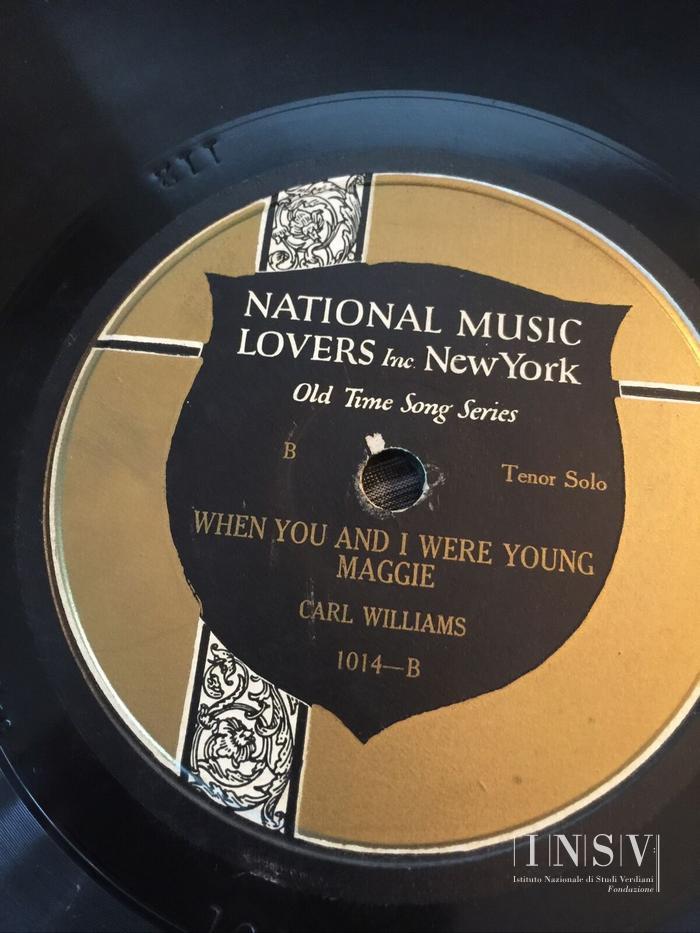 NATIONAL MUSIC
LOVERS Inc. New York
Old Time Song Series
B
Tenor Solo
WHEN YOU AND I WERE YOUNG
MAGGIE
CARL WILLIAMS
1014—B
INSV
Istituto Nazionale di Studi Verdiani
Fondazione